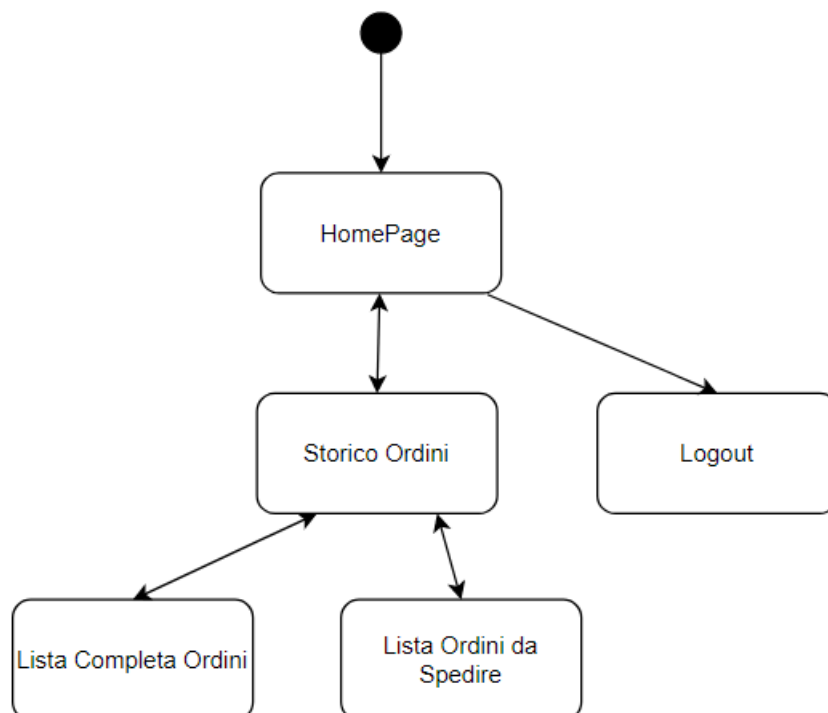 HomePage
Storico Ordini
Logout
Lista Completa Ordini
Lista Ordini da
Spedire